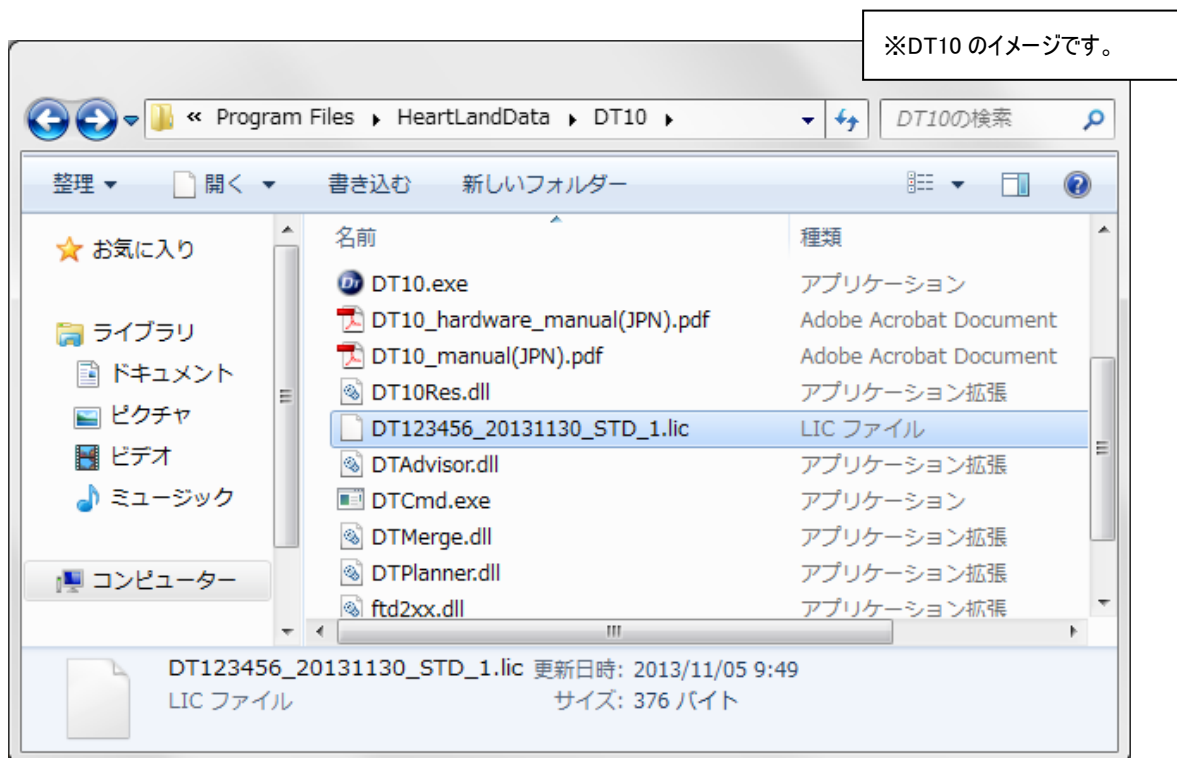 ※DT10 のイメージです。
« Program Files ▸ HeartLandData ▸ DT10 ▸
DT10の検索
整理 ▼ 開く ▼ 書き込む 新しいフォルダー
お気に入り
ライブラリ
ドキュメント
ピクチャ
ビデオ
ミュージック
コンピューター
名前 種類
DT10.exe アプリケーション
DT10_hardware_manual(JPN).pdf Adobe Acrobat Document
DT10_manual(JPN).pdf Adobe Acrobat Document
DT10Res.dll アプリケーション拡張
DT123456_20131130_STD_1.lic LIC ファイル
DTAdvisor.dll アプリケーション拡張
DTCmd.exe アプリケーション
DTMerge.dll アプリケーション拡張
DTPlanner.dll アプリケーション拡張
ftd2xx.dll アプリケーション拡張
DT123456_20131130_STD_1.lic 更新日時: 2013/11/05 9:49
LIC ファイル サイズ: 376 バイト